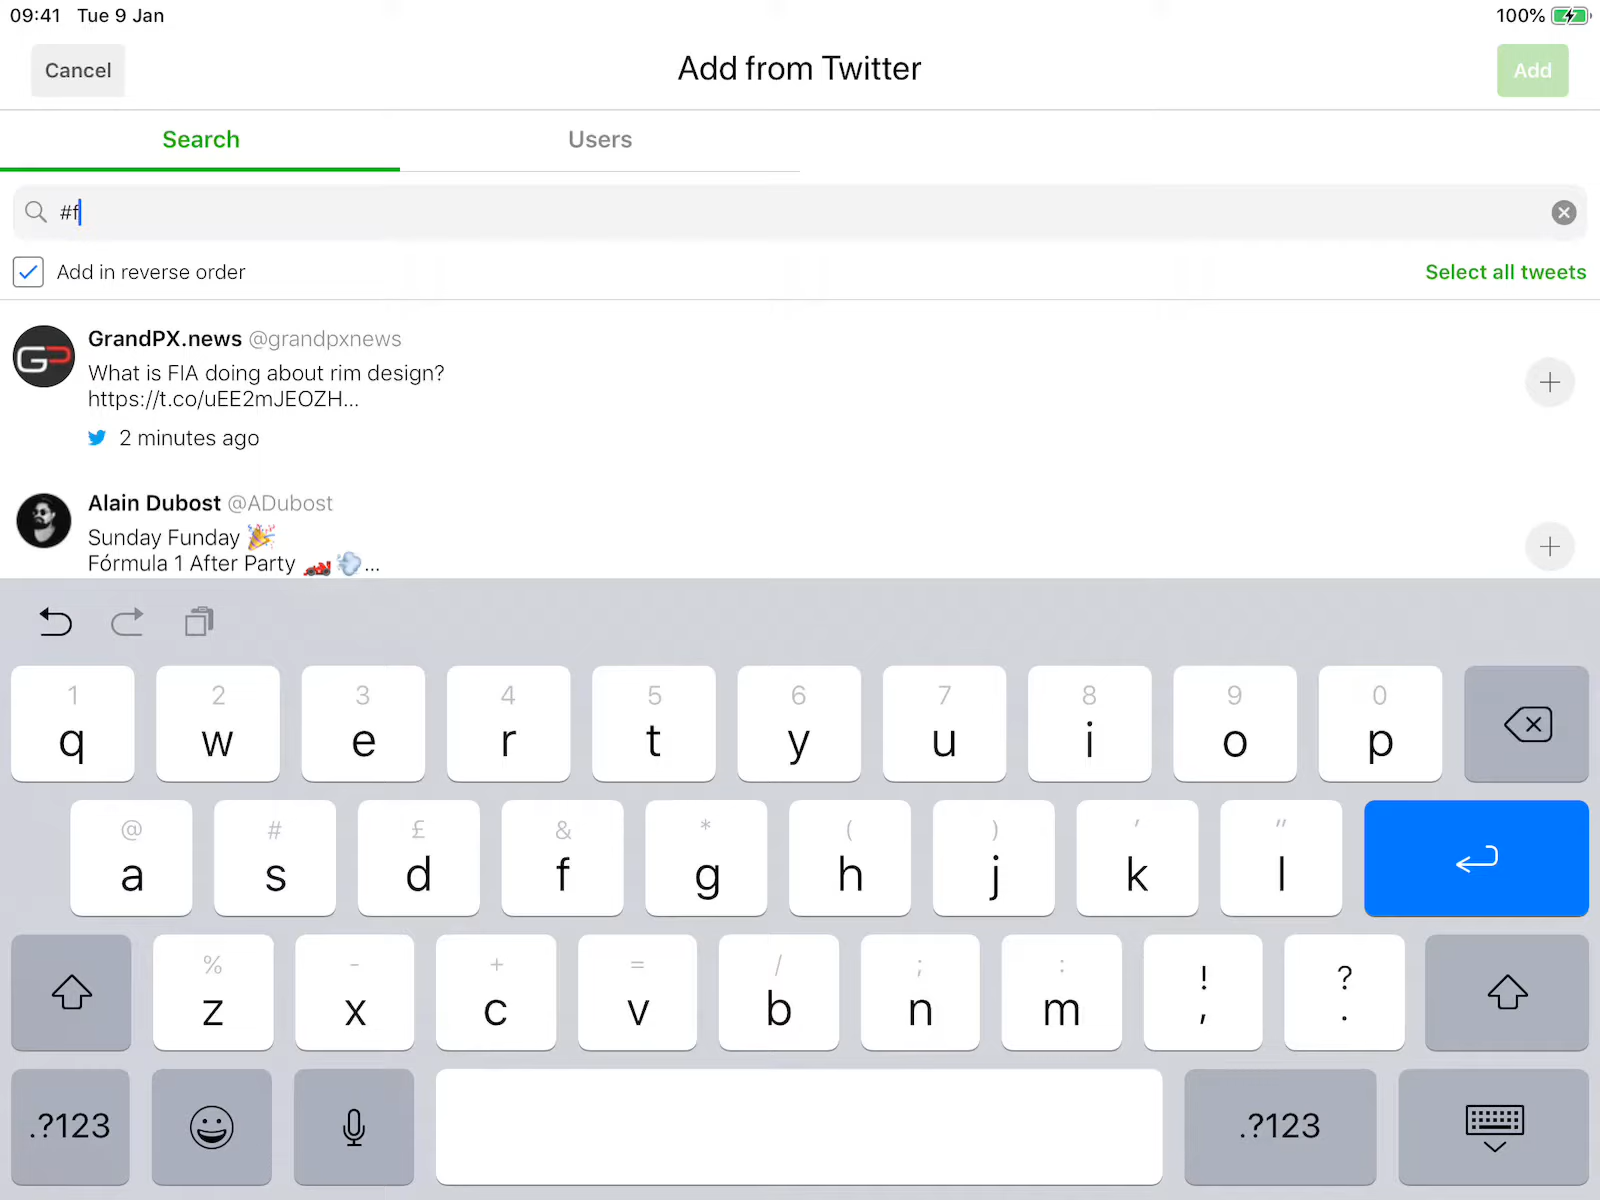 09:41 Tue 9 Jan 100%
Cancel Add from Twitter Add
Search Users
#f
Add in reverse order Select all tweets
GP
GrandPX.news @grandpxnews
What is FIA doing about rim design?
https://t.co/uEE2mJEOZH...
2 minutes ago
Alain Dubost @ADubost
Sunday Funday 🎉
Fórmula 1 After Party 🏎️💨...
1 2 3 4 5 6 7 8 9 0
q w e r t y u i o p
@ # £ & * ( ) ' "
a s d f g h j k l
% - + = / ; : ! ?
z x c v b n m , .
.?123 .?123